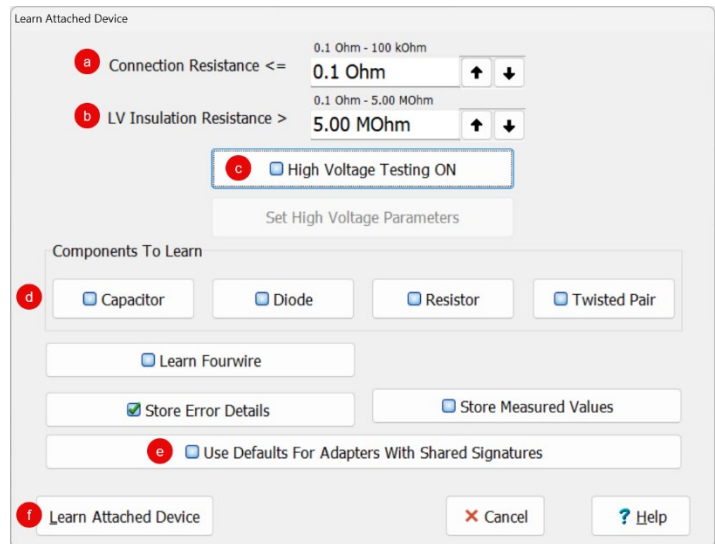 Learn Attached Device
0.1 Ohm - 100 kOhm
a Connection Resistance <= 0.1 Ohm
0.1 Ohm - 5.00 MOhm
b LV Insulation Resistance > 5.00 MOhm
c High Voltage Testing ON
Set High Voltage Parameters
Components To Learn
d Capacitor Diode Resistor Twisted Pair
Learn Fourwire
Store Error Details Store Measured Values
e Use Defaults For Adapters With Shared Signatures
f Learn Attached Device Cancel ? Help